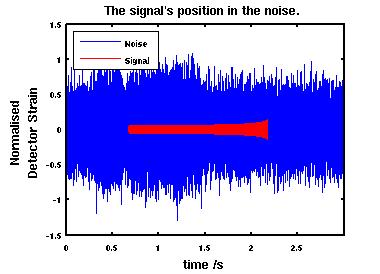 The signal's position in the noise.
1.5
Noise
Signal
1
0.5
0
-0.5
-1
-1.5
Normalised
Detector Strain
0 0.5 1 1.5 2 2.5
time /s